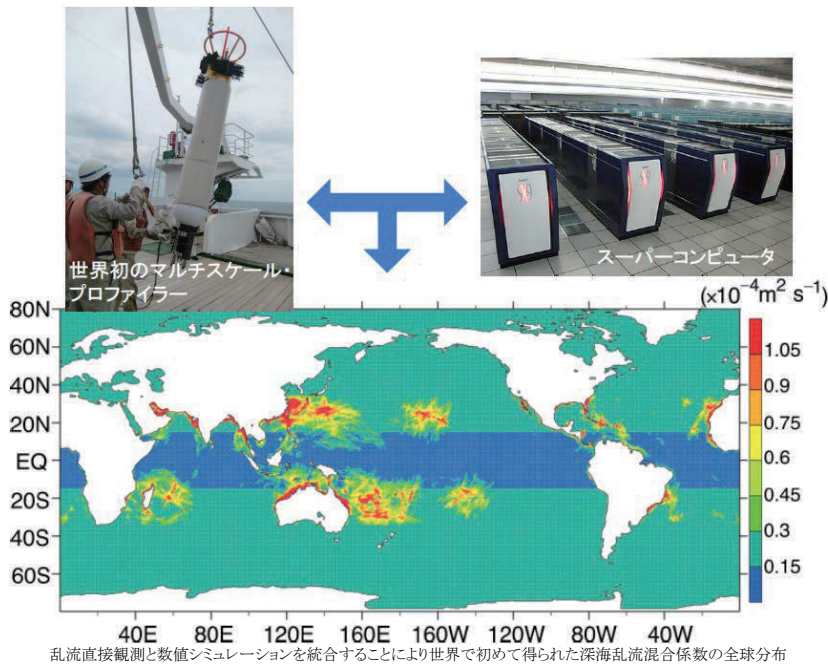 世界初のマルチスケール・
プロファイラー
スーパーコンピュータ
(×10⁻⁴m² s⁻¹)
80N
60N
40N
20N
EQ
20S
40S
60S
1.05
0.9
0.75
0.6
0.45
0.3
0.15
40E 80E 120E 160E 160W 120W 80W 40W
乱流直接観測と数値シミュレーションを統合することにより世界で初めて得られた深海乱流混合係数の全球分布